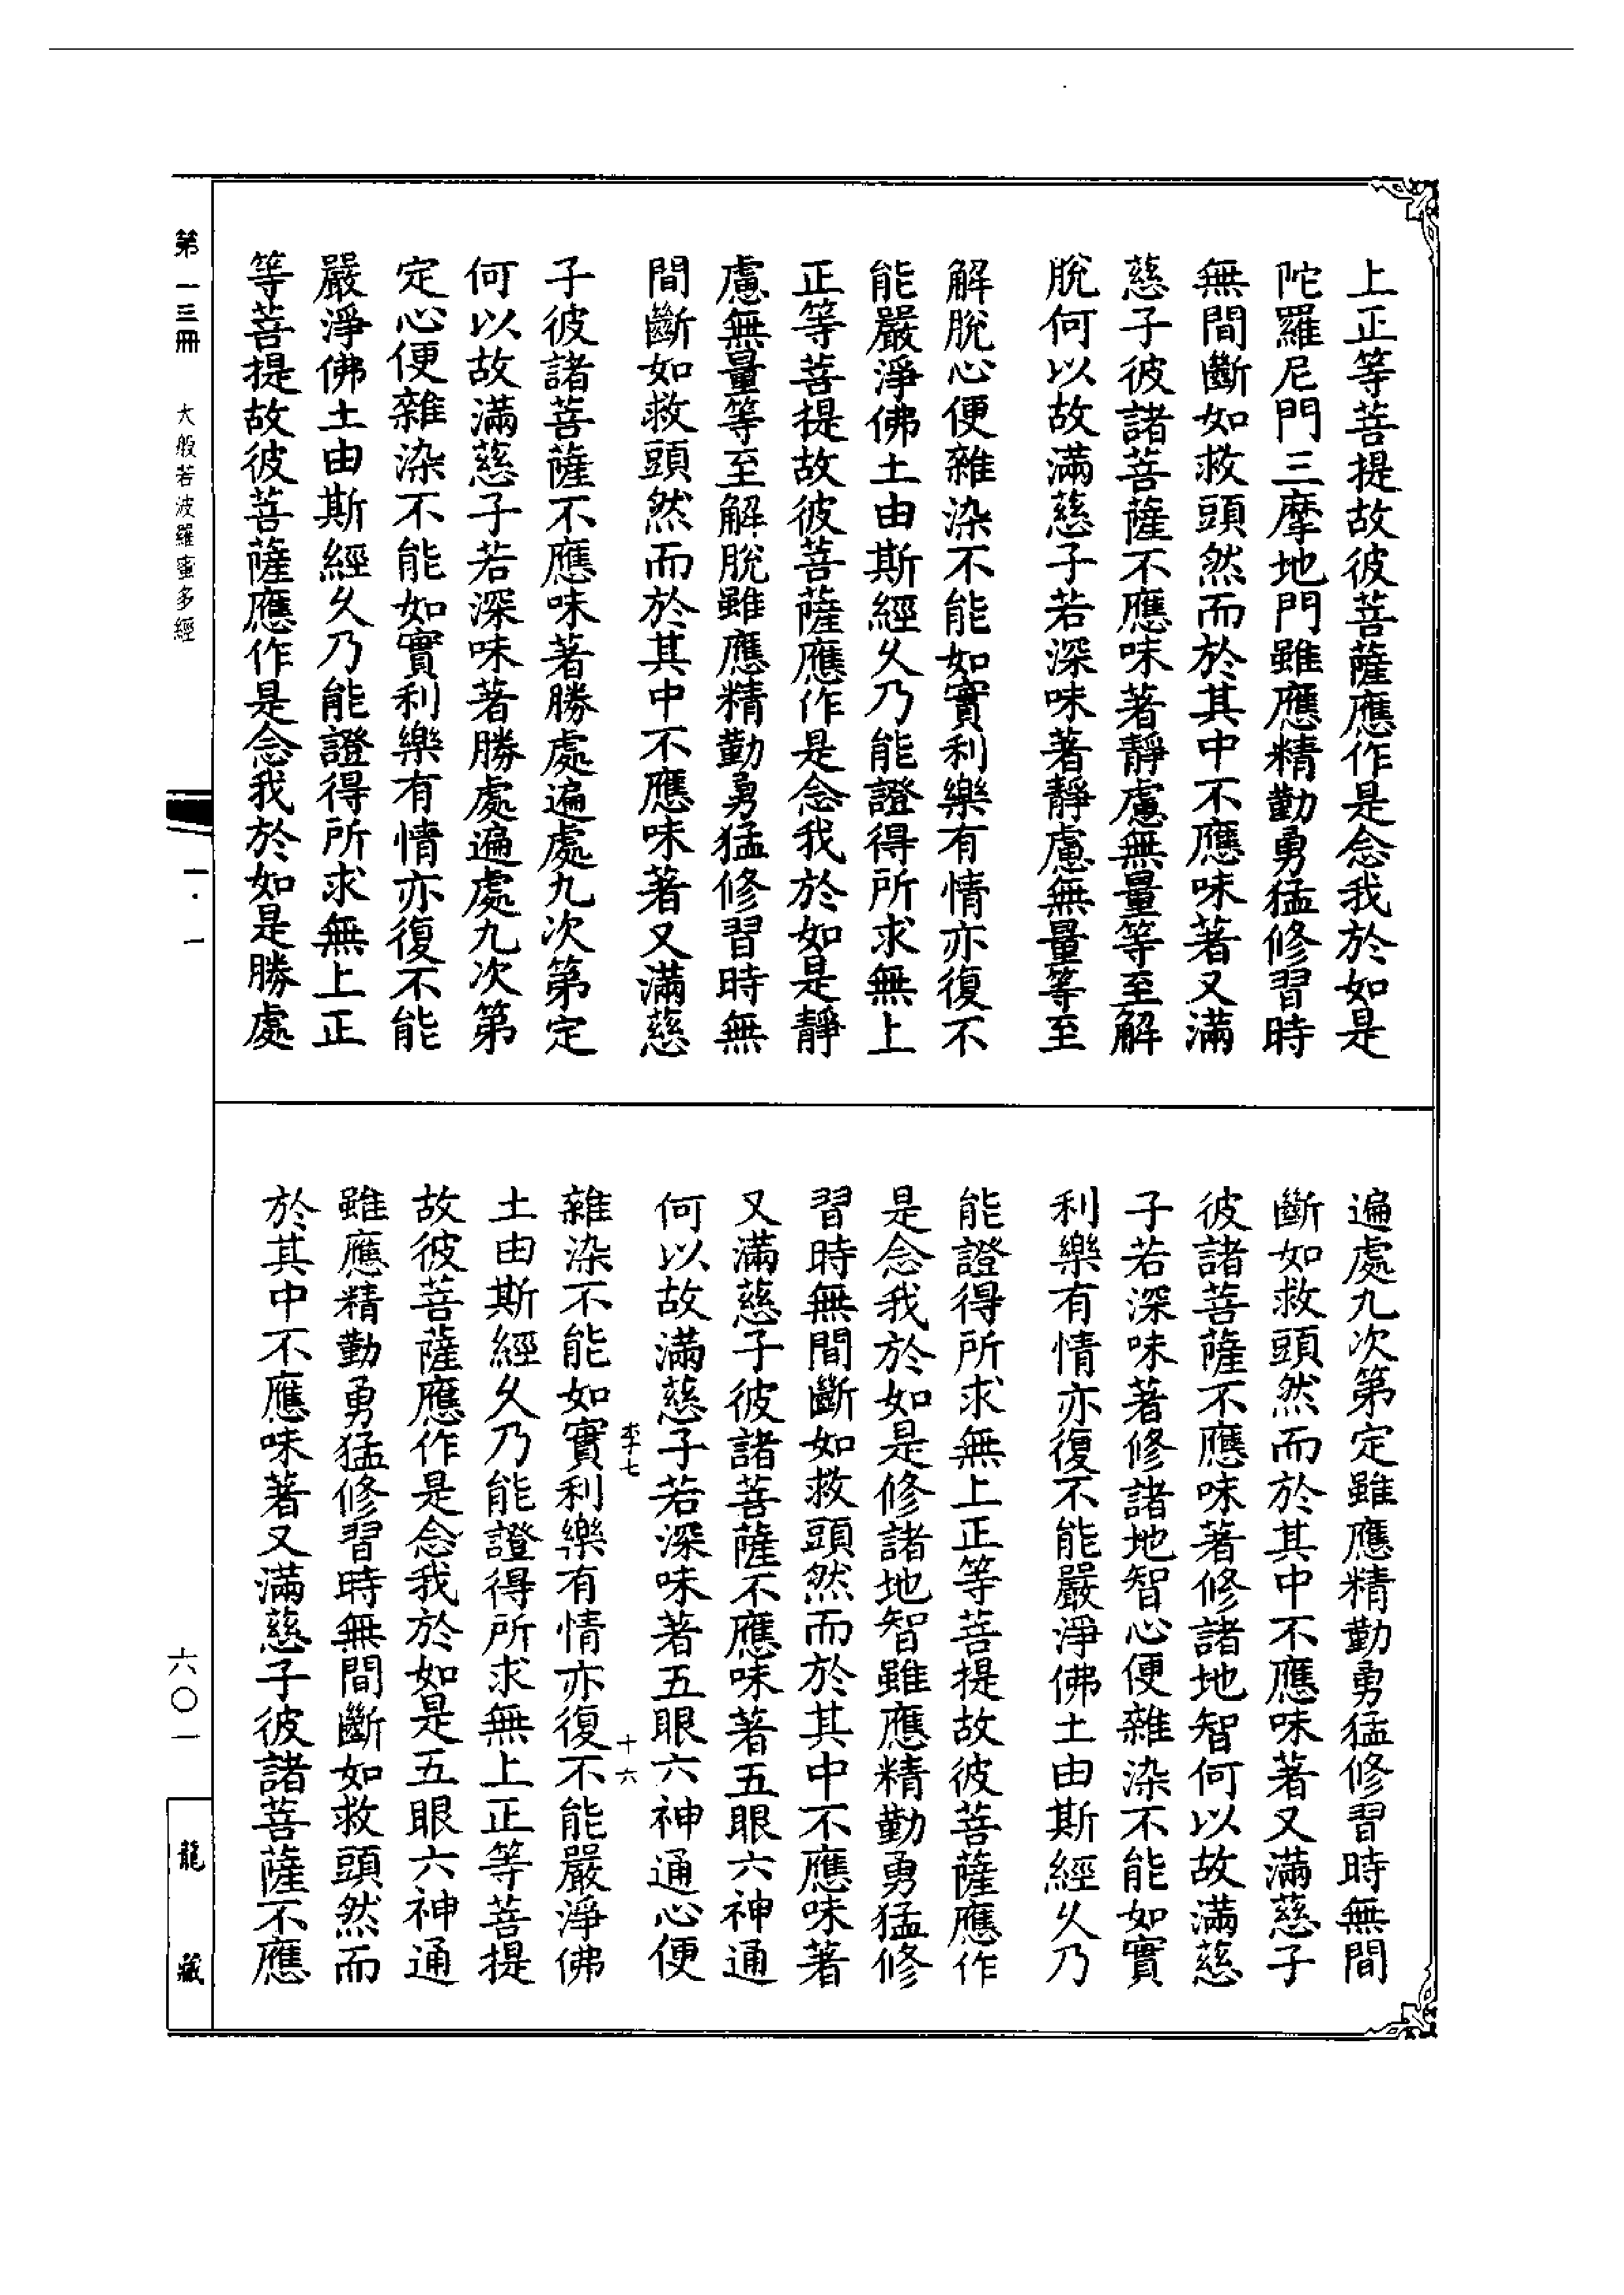 上正等菩提故彼菩薩應作是念我於如是
陀羅尼門三摩地門雖應精勤勇猛修習時
無間斷如救頭然而於其中不應味著又滿
慈子彼諸菩薩不應味著靜慮無量等至解
脫何以故滿慈子若深味著靜慮無量等至
解脫心便雜染不能如實利樂有情亦復不
能嚴淨佛土由斯經久乃能證得所求無上
正等菩提故彼菩薩應作是念我於如是靜
慮無量等至解脫雖應精勤勇猛修習時無
間斷如救頭然而於其中不應味著又滿慈
子彼諸菩薩不應味著勝處遍處九次第定
何以故滿慈子若深味著勝處遍處九次第
定心便雜染不能如實利樂有情亦復不能
嚴淨佛土由斯經久乃能證得所求無上正
等菩提故彼菩薩應作是念我於如是勝處
遍處九次第定雖應精勤勇猛修習時無間
斷如救頭然而於其中不應味著又滿慈子
彼諸菩薩不應味著修諸地智何以故滿慈
子若深味著修諸地智心便雜染不能如實
利樂有情亦復不能嚴淨佛土由斯經久乃
能證得所求無上正等菩提故彼菩薩應作
是念我於如是修諸地智雖應精勤勇猛修
習時無間斷如救頭然而於其中不應味著
又滿慈子彼諸菩薩不應味著五眼六神通
何以故滿慈子若深味著五眼六神通心便
十六
雜染不能如實利樂有情亦復不能嚴淨佛
土由斯經久乃能證得所求無上正等菩提
故彼菩薩應作是念我於如是五眼六神通
雖應精勤勇猛修習時無間斷如救頭然而
於其中不應味著又滿慈子彼諸菩薩不應
第一三冊 大般若波羅蜜多經
一·一
六〇一
龍藏